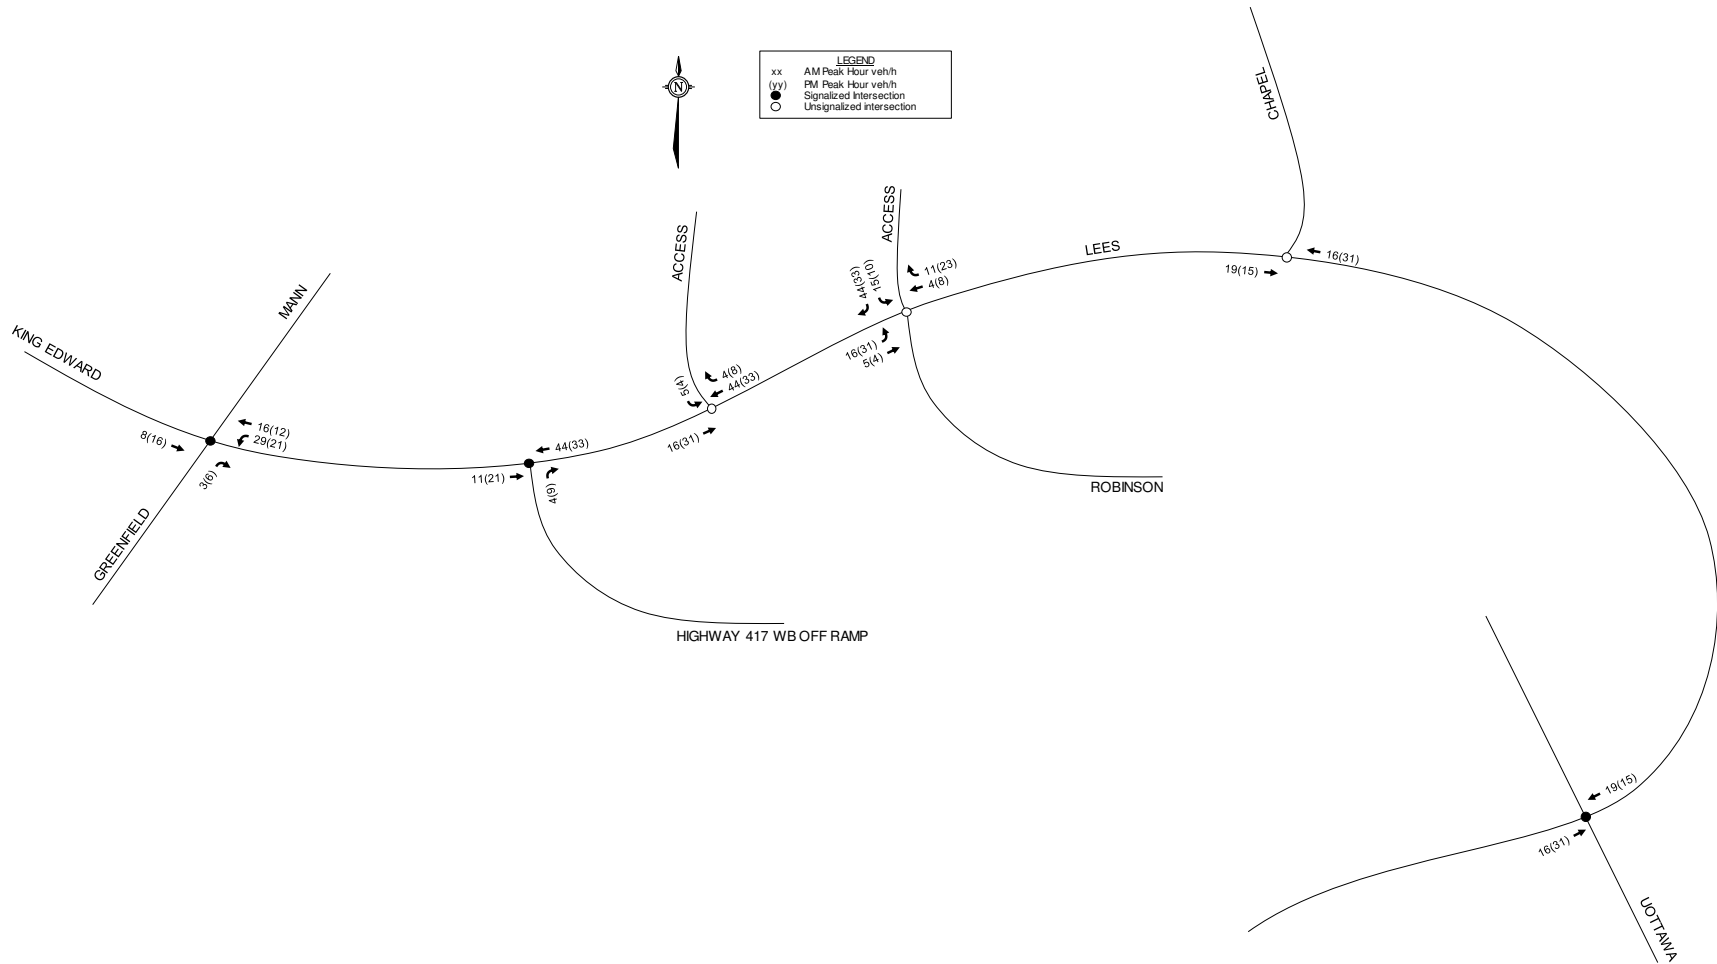 N
LEGEND
xx AM Peak Hour veh/h
(yy) PM Peak Hour veh/h
Signalized Intersection
Unsignalized intersection
CHAPEL
ACCESS
ACCESS
LEES
16(31)
19(15)
11(23)
4(8)
15(10)
44(33)
16(31)
5(4)
MANN
KING EDWARD
4(8)
44(33)
5(4)
16(31)
16(12)
29(21)
8(16)
3(6)
44(33)
11(21)
4(9)
ROBINSON
GREENFIELD
HIGHWAY 417 WB OFF RAMP
19(15)
16(31)
UOTTAWA